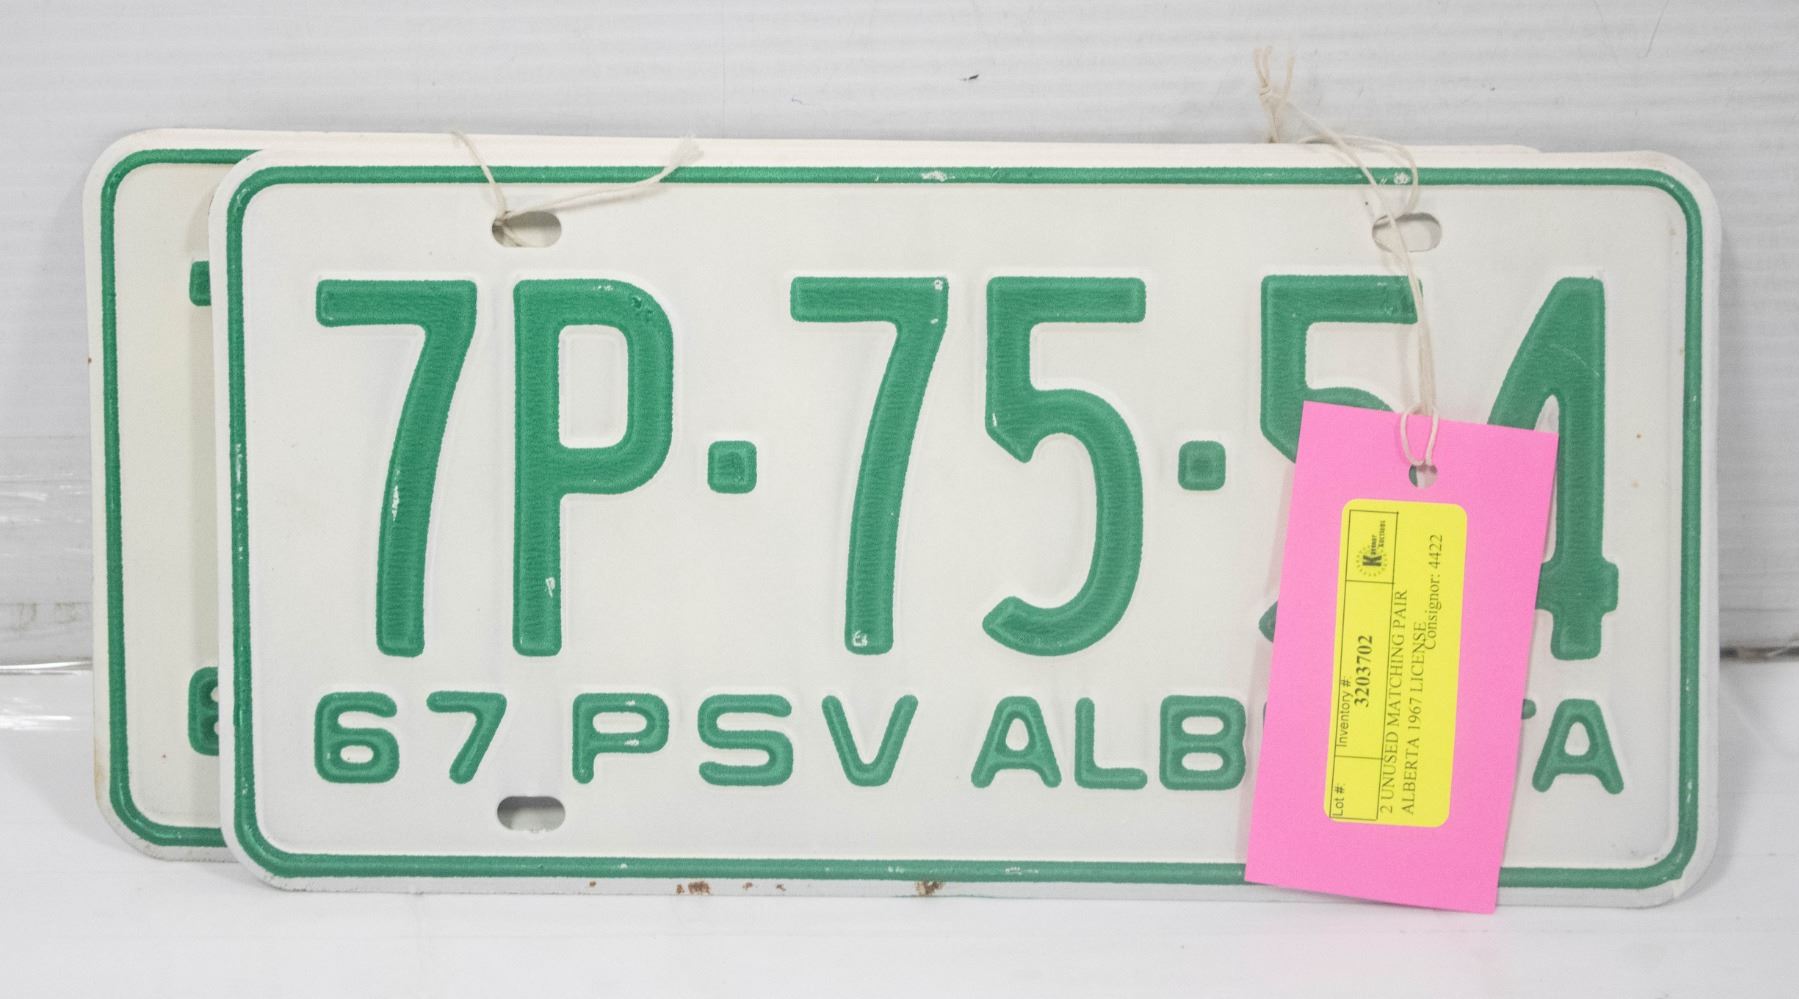 7P·75·54
67 PSV ALBERTA
Lot #: Inventory #:
3203702
2 UNUSED MATCHING PAIR
ALBERTA 1967 LICENSE
Consignor: 4422